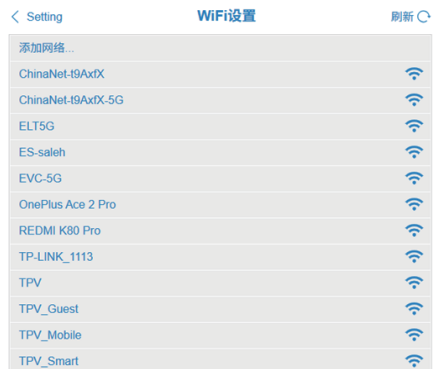 Setting
WiFi设置
刷新
添加网络...
ChinaNet-t9AxfX
ChinaNet-t9AxfX-5G
ELT5G
ES-saleh
EVC-5G
OnePlus Ace 2 Pro
REDMI K80 Pro
TP-LINK_1113
TPV
TPV_Guest
TPV_Mobile
TPV_Smart